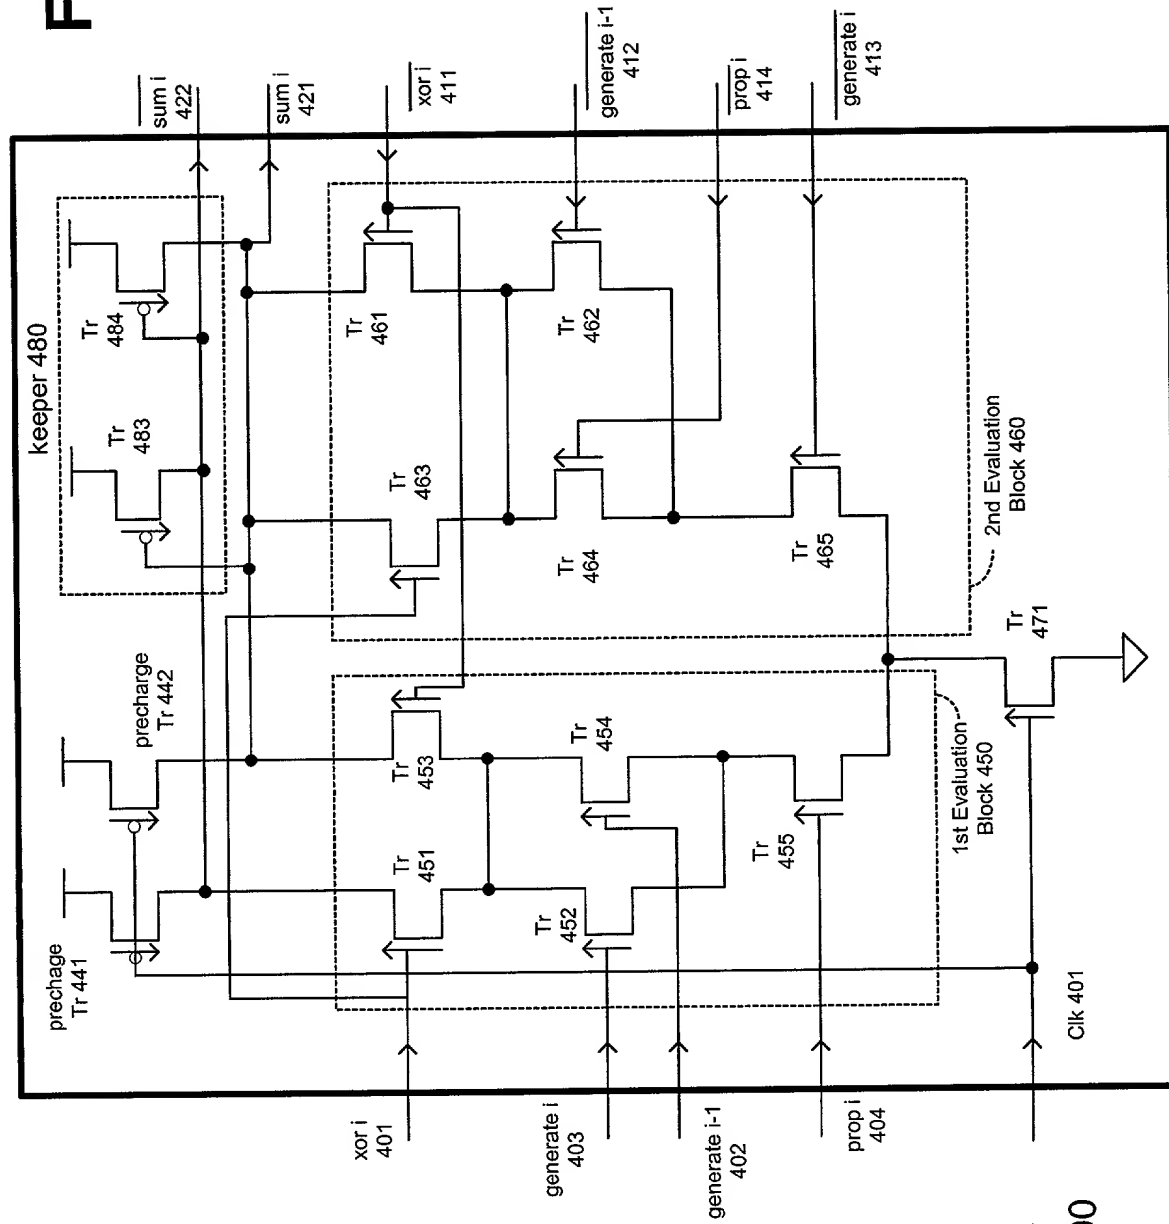 F
keeper 480
sum i
422
sum i
421
xor i
411
generate i-1
412
prop i
414
generate i
413
prechage
Tr 441
precharge
Tr 442
Tr
483
Tr
484
Tr
451
Tr
453
Tr
463
Tr
461
Tr
452
Tr
454
Tr
464
Tr
462
Tr
455
Tr
465
1st Evaluation
Block 450
2nd Evaluation
Block 460
Tr
471
Clk 401
xor i
401
generate i
403
generate i-1
402
prop i
404
00